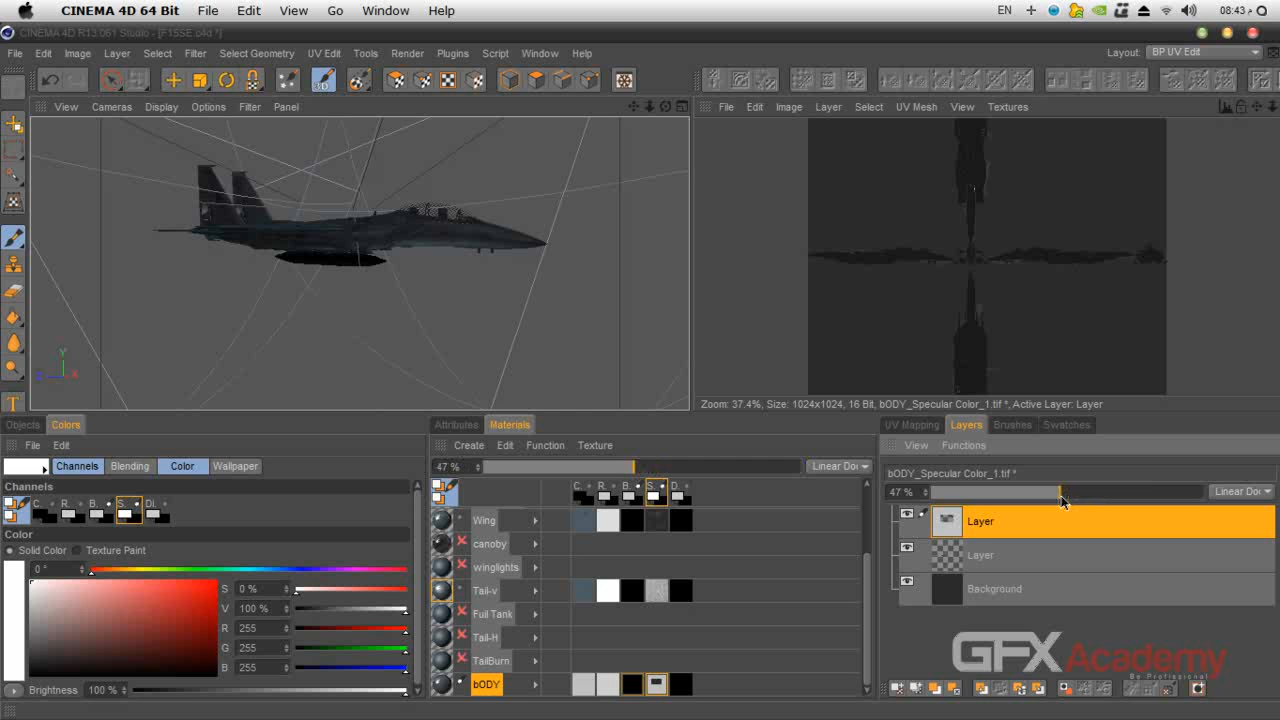 CINEMA 4D 64 Bit File Edit View Go Window Help EN م 08:43
CINEMA 4D R13.061 Studio - [F15SE.c4d *]
File Edit Image Layer Select Filter Select Geometry UV Edit Tools Render Plugins Script Window Help Layout: BP UV Edit
3D
View Cameras Display Options Filter Panel
File Edit Image Layer Select UV Mesh View Textures
Y
X
T
Zoom: 37.4%, Size: 1024x1024, 16 Bit, bODY_Specular Color_1.tif *, Active Layer: Layer
Objects Colors
File Edit
Channels Blending Color Wallpaper
Channels
C. R. B. S. Di.
Color
Solid Color Texture Paint
0 °
S 0 %
V 100 %
R 255
G 255
B 255
Brightness 100 %
Attributes Materials
Create Edit Function Texture
47 % Linear Do
C. R. B. S. D.
Wing
canoby
winglights
Tail-v
Full Tank
Tail-H
TailBurn
bODY
UV Mapping Layers Brushes Swatches
View Functions
bODY_Specular Color_1.tif *
47 % Linear Do
Layer
Layer
Background
GFX Academy
Be Professional